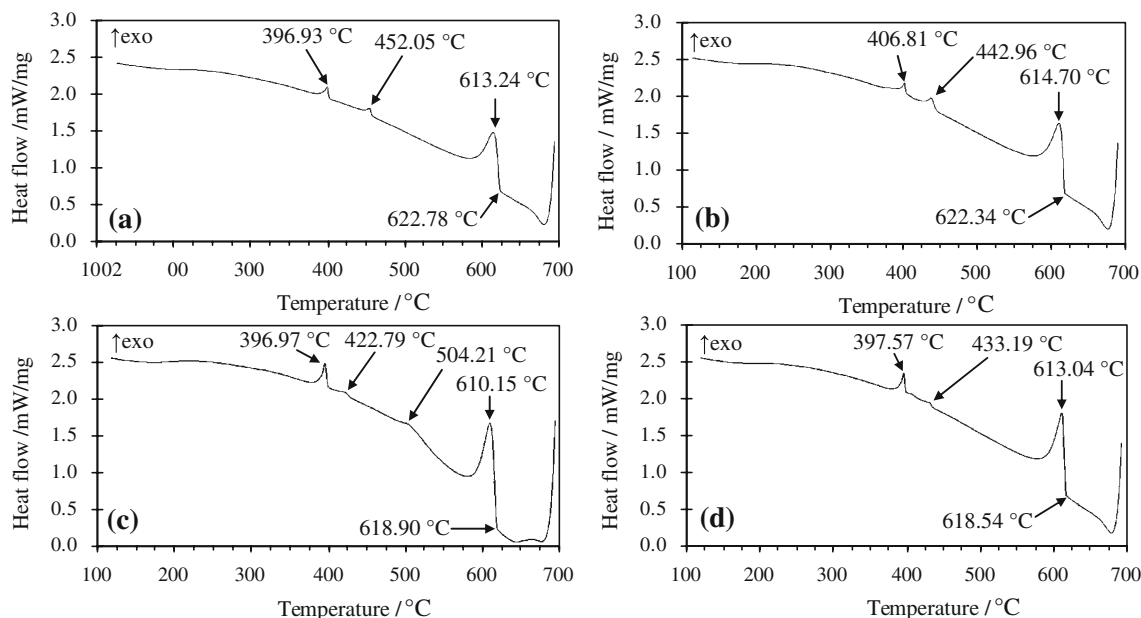 3.0
↑exo
396.93 °C
452.05 °C
613.24 °C
2.5
2.0
1.5
1.0
0.5
0.0
Heat flow /mW/mg
(a)
622.78 °C
1002 00 300 400 500 600 700
Temperature / °C
3.0
↑exo
406.81 °C
442.96 °C
614.70 °C
2.5
2.0
1.5
1.0
0.5
0.0
Heat flow / mW/mg
(b)
622.34 °C
100 200 300 400 500 600 700
Temperature / °C
3.0
↑exo
396.97 °C
422.79 °C
504.21 °C
610.15 °C
2.5
2.0
1.5
1.0
0.5
0.0
Heat flow / mW/mg
(c)
618.90 °C
100 200 300 400 500 600 700
Temperature / °C
3.0
↑exo
397.57 °C
433.19 °C
613.04 °C
2.5
2.0
1.5
1.0
0.5
0.0
Heat flow / mW/mg
(d)
618.54 °C
100 200 300 400 500 600 700
Temperature / °C